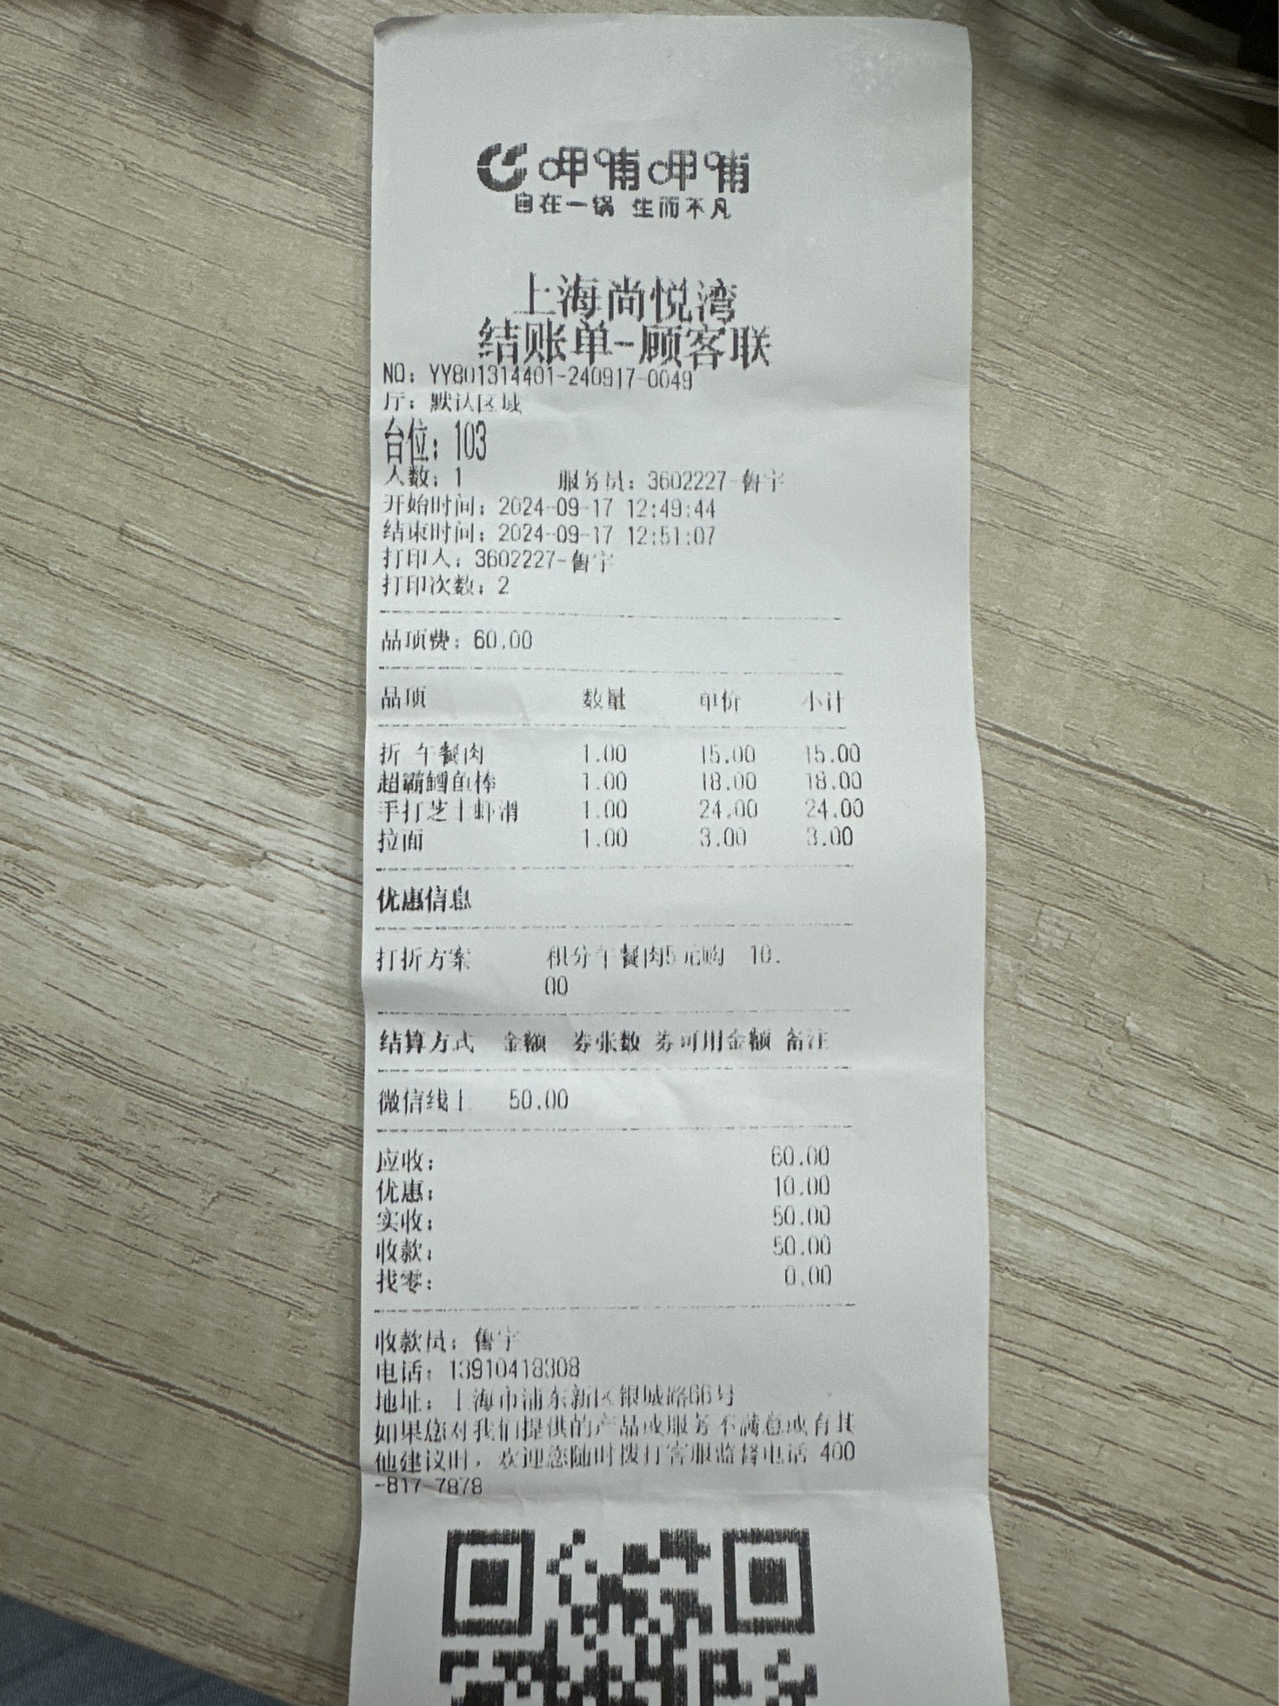 呷哺呷哺
自在一锅 生而不凡
上海尚悦湾
结账单-顾客联
NO: YY801314401-240917-0049
厅: 默认区域
台位: 103
人数: 1 服务员: 3602227-鲁宇
开始时间: 2024-09-17 12:49:44
结束时间: 2024-09-17 12:51:07
打印人: 3602227-鲁宇
打印次数: 2
品项费: 60.00
品项 数量 单价 小计
折 午餐肉 1.00 15.00 15.00
超霸鳕鱼棒 1.00 18.00 18.00
手打芝士虾滑 1.00 24.00 24.00
拉面 1.00 3.00 3.00
优惠信息
打折方案 积分午餐肉5元购 10.
00
结算方式 金额 券张数 券可用金额 备注
微信线上 50.00
应收: 60.00
优惠: 10.00
实收: 50.00
收款: 50.00
找零: 0.00
收款员: 鲁宇
电话: 13910418308
地址: 上海市浦东新区银城路66号
如果您对我们提供的产品或服务不满意或有其
他建议时，欢迎您随时拨打客服监督电话 400
-817-7878